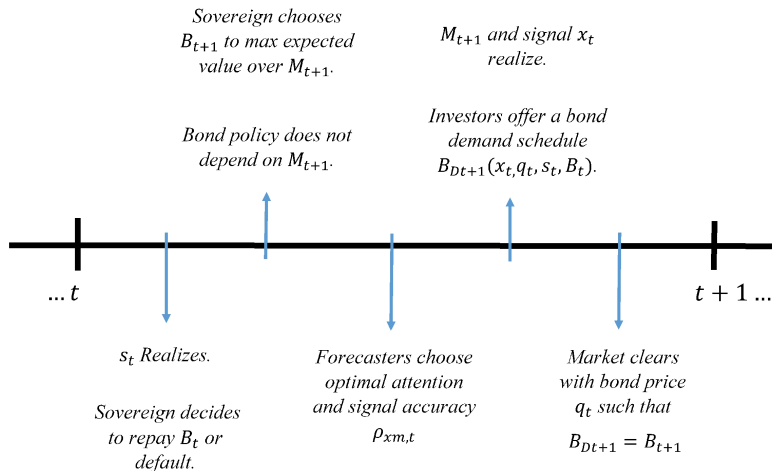 Sovereign chooses
B_{t+1} to max expected
value over M_{t+1}.
Bond policy does not
depend on M_{t+1}.
M_{t+1} and signal x_t
realize.
Investors offer a bond
demand schedule
B_{Dt+1}(x_t, q_t, s_t, B_t).
... t
t + 1 ...
s_t Realizes.
Sovereign decides
to repay B_t or
default.
Forecasters choose
optimal attention
and signal accuracy
ρ_{xm,t}
Market clears
with bond price
q_t such that
B_{Dt+1} = B_{t+1}